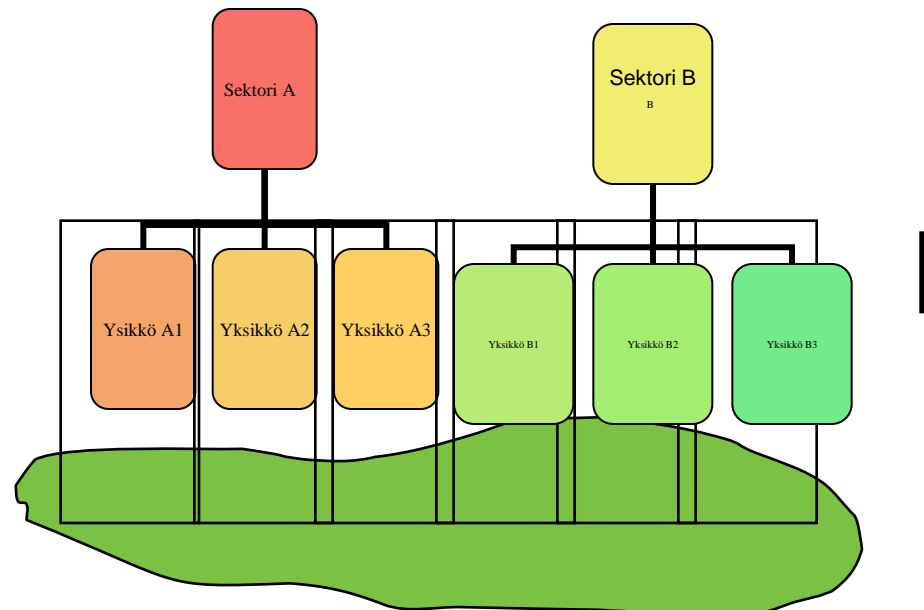 Sektori A
Sektori B
B
Ysikkö A1
Yksikkö A2
Yksikkö A3
Yksikkö B1
Yksikkö B2
Yksikkö B3